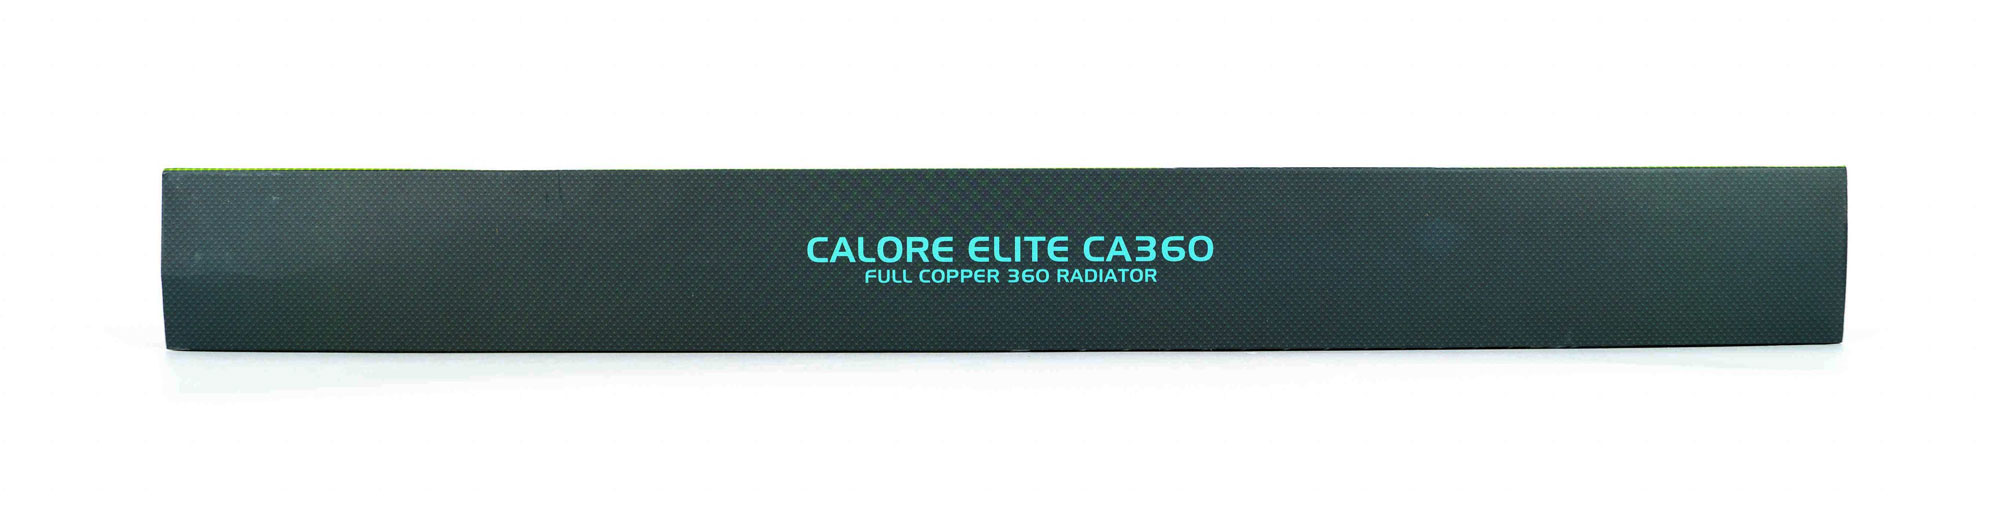 CALORE ELITE CA360
FULL COPPER 360 RADIATOR